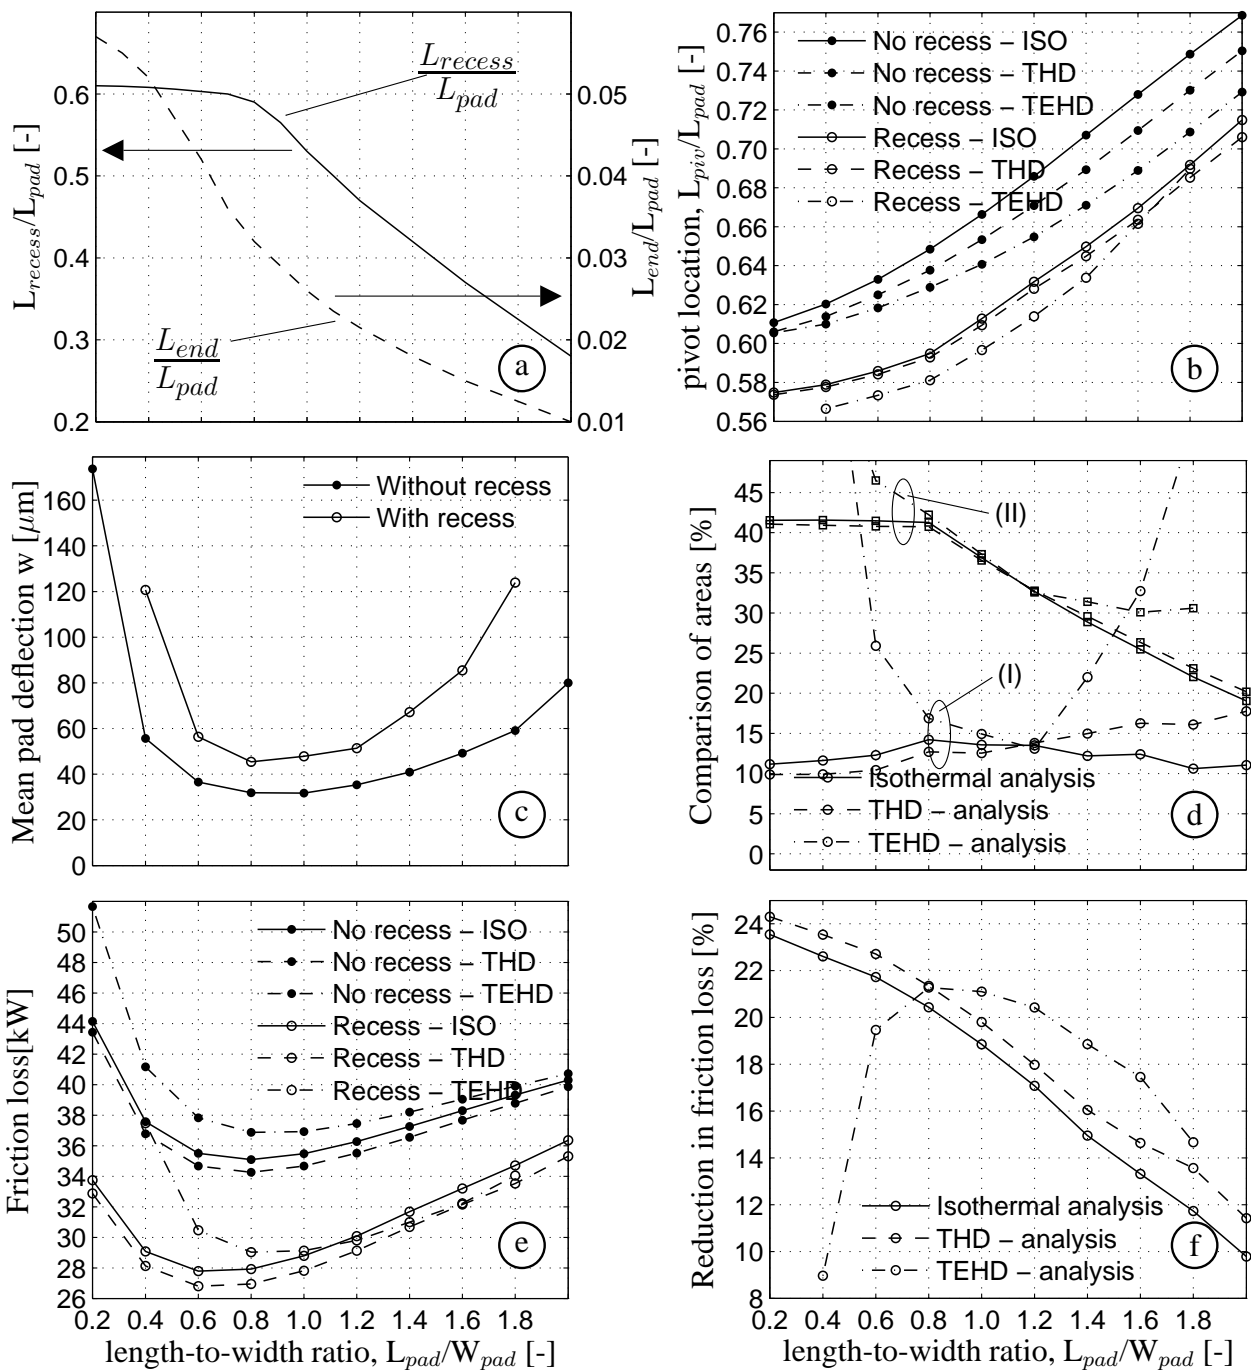 L_recess/L_pad [-]
0.6
0.5
0.4
0.3
0.2
L_recess
L_pad
L_end
L_pad
a
0.05
0.04
0.03
0.02
0.01
L_end/L_pad [-]
pivot location, L_piv/L_pad [-]
0.76
0.74
0.72
0.70
0.68
0.66
0.64
0.62
0.60
0.58
0.56
No recess – ISO
No recess – THD
No recess – TEHD
Recess – ISO
Recess – THD
Recess – TEHD
b
Mean pad deflection w [μm]
160
140
120
100
80
60
40
20
0
Without recess
With recess
c
Comparison of areas [%]
45
40
35
30
25
20
15
10
5
0
(II)
(I)
Isothermal analysis
THD – analysis
TEHD – analysis
d
Friction loss[kW]
50
48
46
44
42
40
38
36
34
32
30
28
26
No recess – ISO
No recess – THD
No recess – TEHD
Recess – ISO
Recess – THD
Recess – TEHD
e
0.2 0.4 0.6 0.8 1.0 1.2 1.4 1.6 1.8
length-to-width ratio, L_pad/W_pad [-]
Reduction in friction loss [%]
24
22
20
18
16
14
12
10
8
Isothermal analysis
THD – analysis
TEHD – analysis
f
0.2 0.4 0.6 0.8 1.0 1.2 1.4 1.6 1.8
length-to-width ratio, L_pad/W_pad [-]